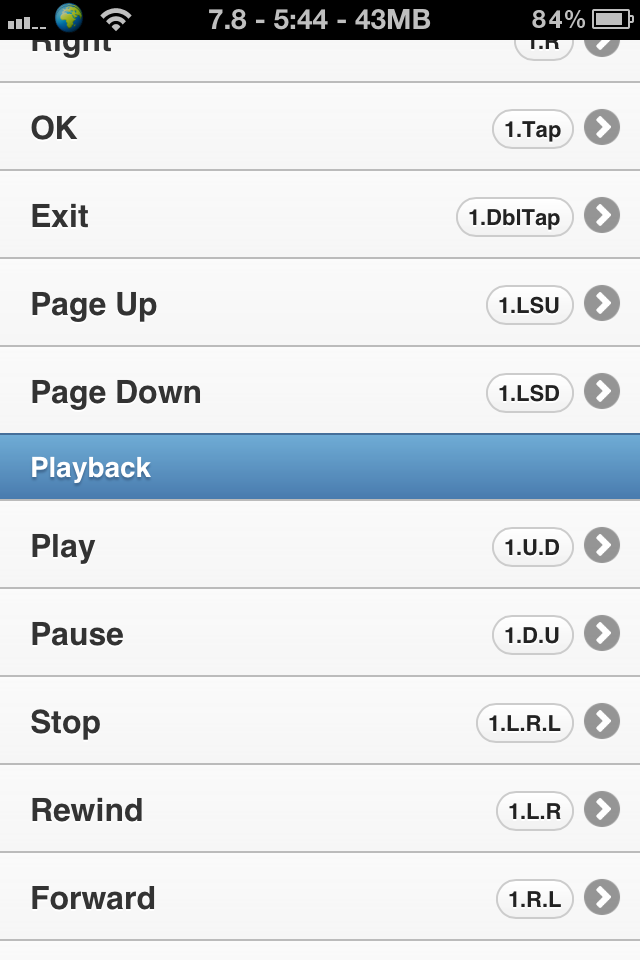 7.8 - 5:44 - 43MB 84%
Right 1.R
OK 1.Tap
Exit 1.DblTap
Page Up 1.LSU
Page Down 1.LSD
Playback
Play 1.U.D
Pause 1.D.U
Stop 1.L.R.L
Rewind 1.L.R
Forward 1.R.L